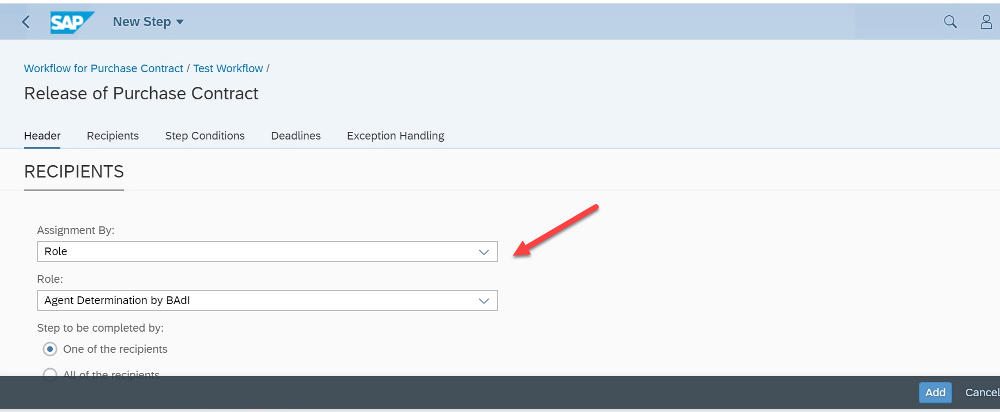 SAP New Step
Workflow for Purchase Contract / Test Workflow /
Release of Purchase Contract
Header Recipients Step Conditions Deadlines Exception Handling
RECIPIENTS
Assignment By:
Role
Role:
Agent Determination by BAdI
Step to be completed by:
One of the recipients
All of the recipients
Add Cancel